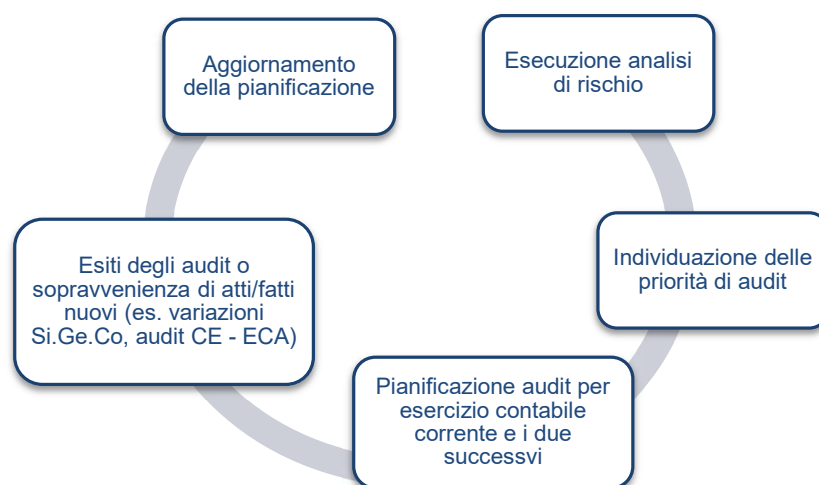 Aggiornamento
della pianificazione
Esecuzione analisi
di rischio
Individuazione delle
priorità di audit
Pianificazione audit per
esercizio contabile
corrente e i due
successvi
Esiti degli audit o
sopravvenienza di atti/fatti
nuovi (es. variazioni
Si.Ge.Co, audit CE - ECA)